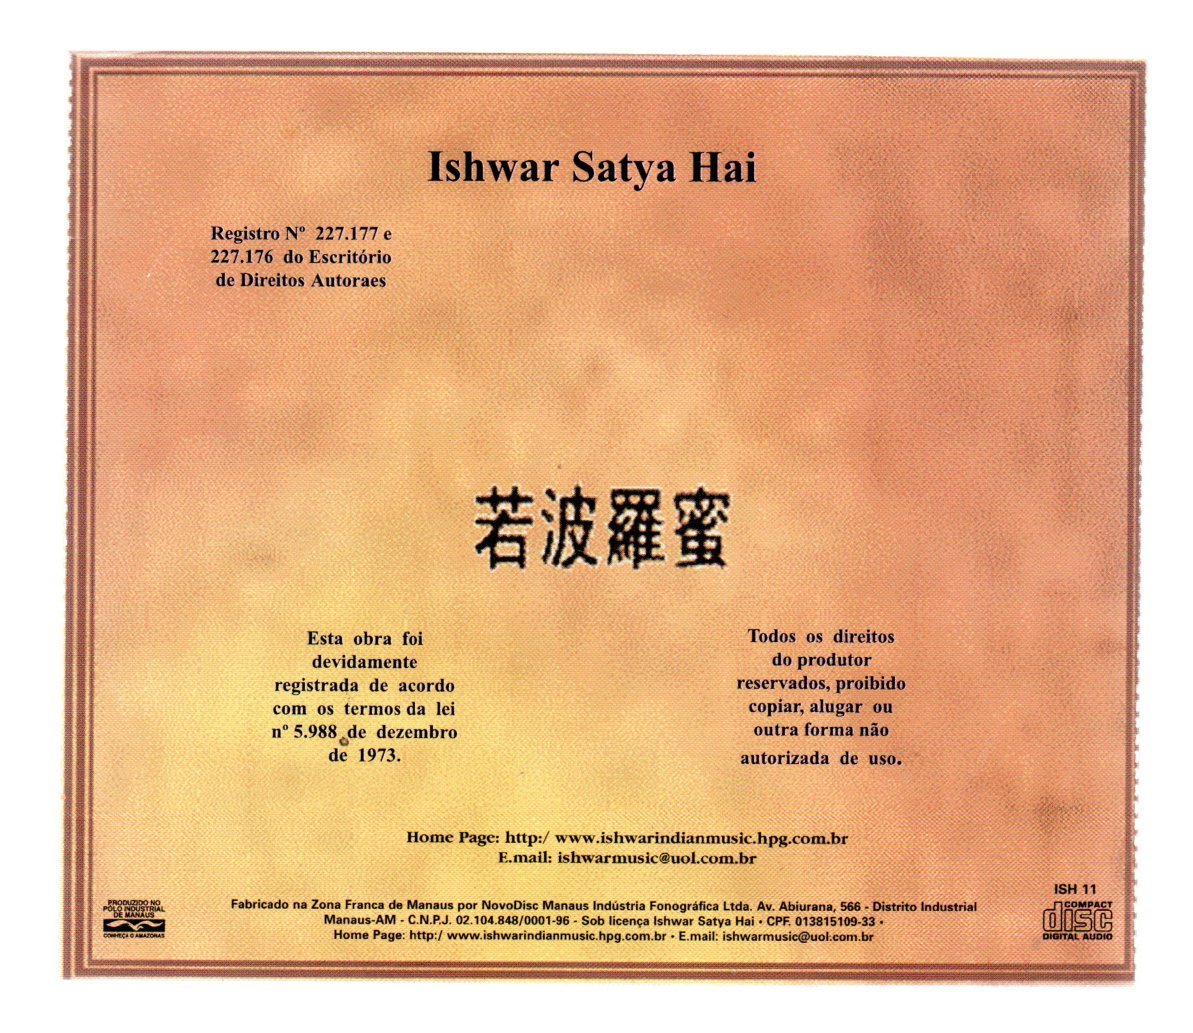 Ishwar Satya Hai
Registro Nº 227.177 e
227.176 do Escritório
de Direitos Autoraes
若波羅蜜
Esta obra foi
devidamente
registrada de acordo
com os termos da lei
nº 5.988 de dezembro
de 1973.
Todos os direitos
do produtor
reservados, proibido
copiar, alugar ou
outra forma não
autorizada de uso.
Home Page: http:/ www.ishwarindianmusic.hpg.com.br
E.mail: ishwarmusic@uol.com.br
PRODUZIDO NO
PÓLO INDUSTRIAL
DE MANAUS
CONHEÇA O AMAZONAS
Fabricado na Zona Franca de Manaus por NovoDisc Manaus Indústria Fonográfica Ltda. Av. Abiurana, 566 - Distrito Industrial
Manaus-AM - C.N.P.J. 02.104.848/0001-96 - Sob licença Ishwar Satya Hai • CPF. 013815109-33 •
Home Page: http:/ www.ishwarindianmusic.hpg.com.br • E.mail: ishwarmusic@uol.com.br
ISH 11
COMPACT
disc
DIGITAL AUDIO